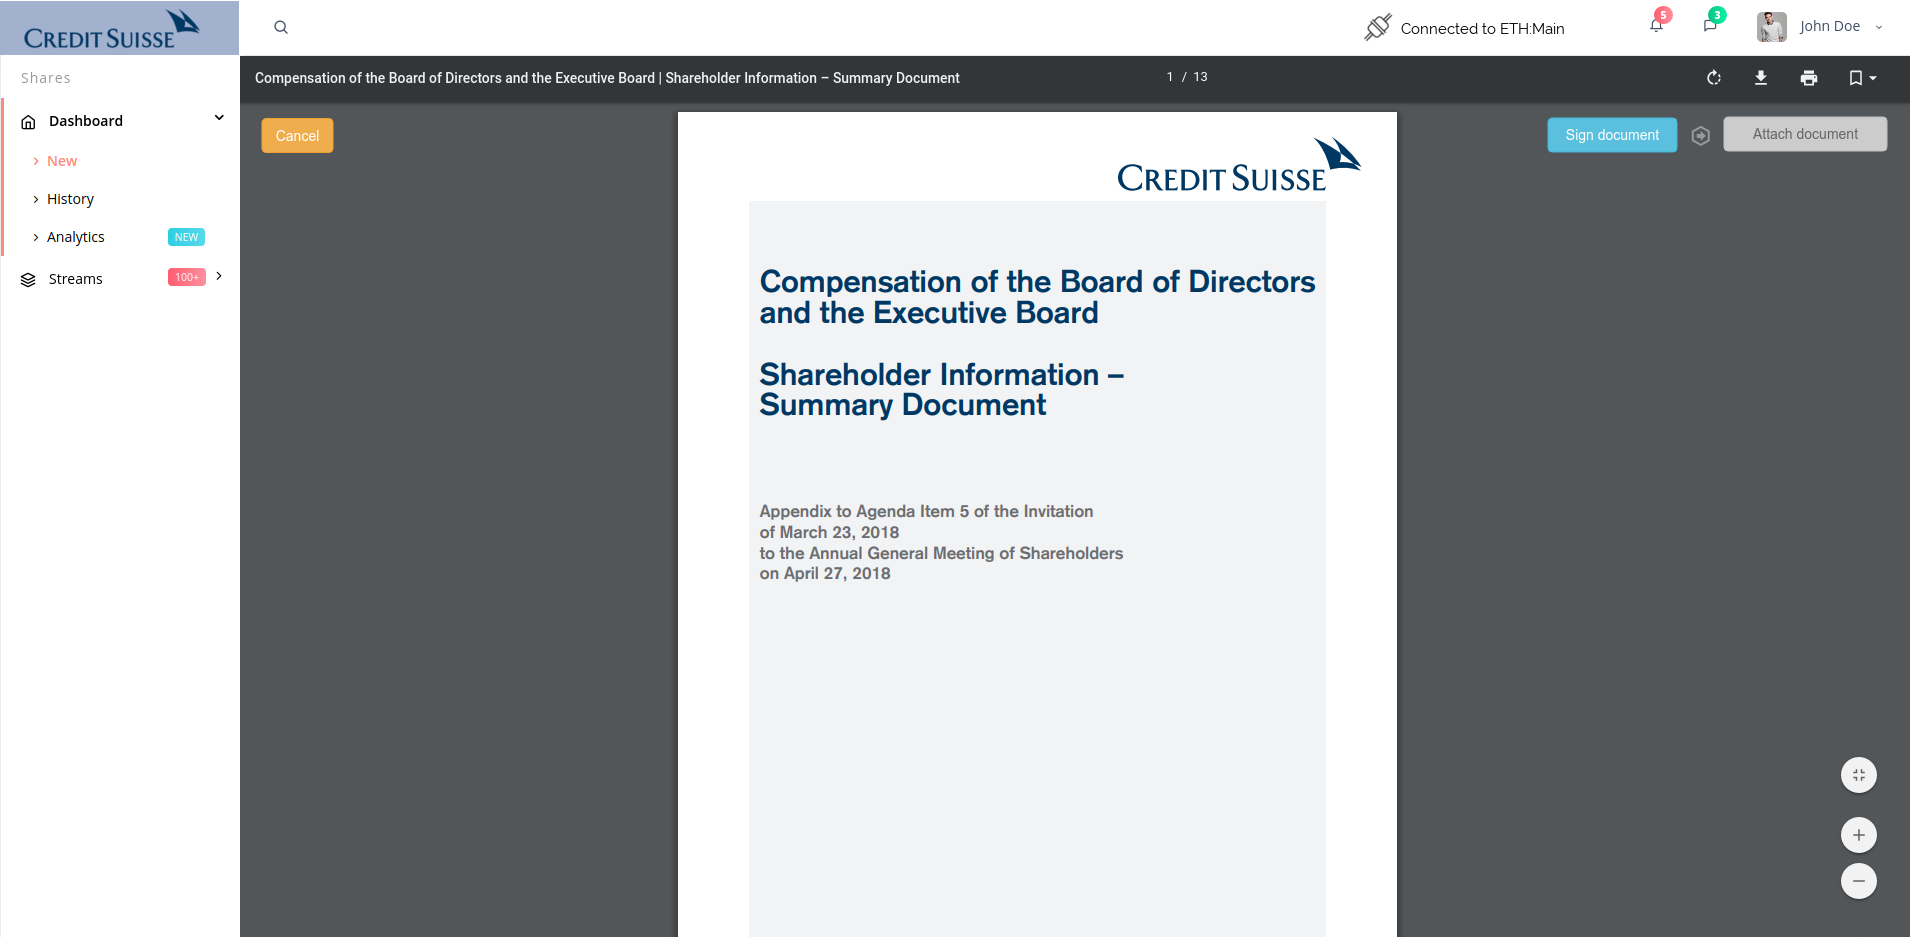 CREDIT SUISSE
Connected to ETH:Main
5
3
John Doe
Shares
Compensation of the Board of Directors and the Executive Board | Shareholder Information – Summary Document
1 / 13
Dashboard
New
History
Analytics NEW
Streams 100+
Cancel
Sign document
Attach document
CREDIT SUISSE
Compensation of the Board of Directors
and the Executive Board
Shareholder Information –
Summary Document
Appendix to Agenda Item 5 of the Invitation
of March 23, 2018
to the Annual General Meeting of Shareholders
on April 27, 2018